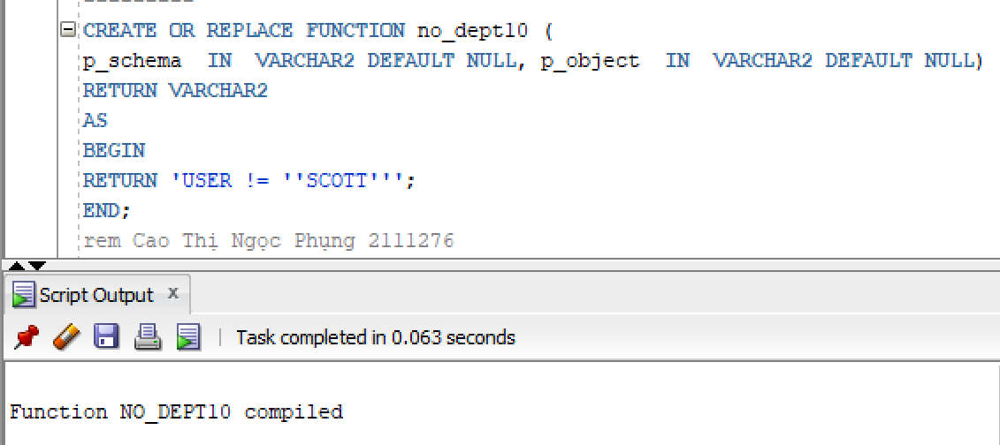 CREATE OR REPLACE FUNCTION no_dept10 (
p_schema IN VARCHAR2 DEFAULT NULL, p_object IN VARCHAR2 DEFAULT NULL)
RETURN VARCHAR2
AS
BEGIN
RETURN 'USER != ''SCOTT''';
END;
rem Cao Thị Ngọc Phụng 2111276
Script Output x
Task completed in 0.063 seconds
Function NO_DEPT10 compiled